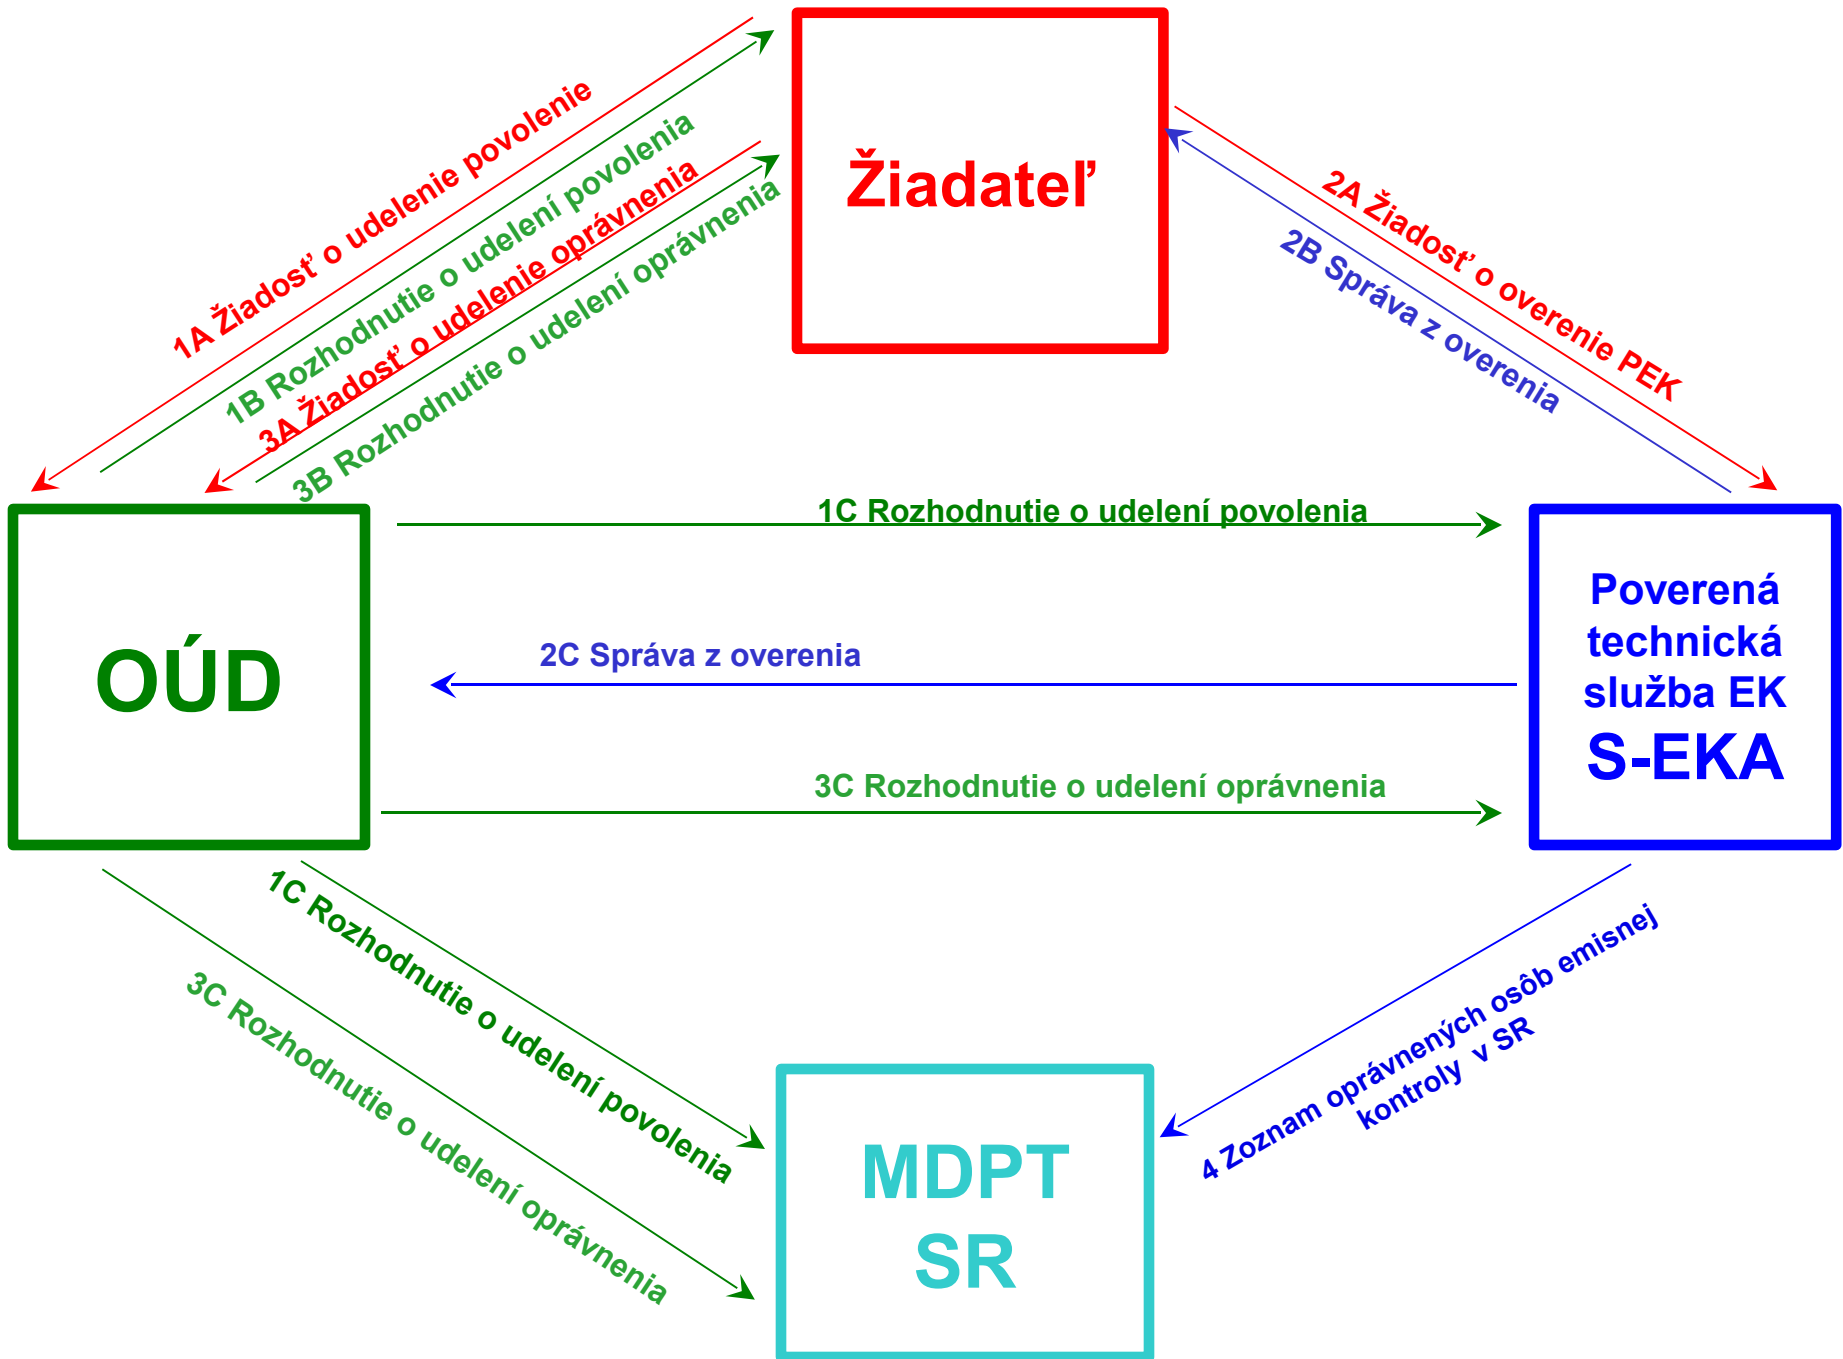 Žiadateľ
1A Žiadosť o udelenie povolenie
1B Rozhodnutie o udelení povolenia
3A Žiadosť o udelenie oprávnenia
3B Rozhodnutie o udelení oprávnenia
2A Žiadosť o overenie PEK
2B Správa z overenia
1C Rozhodnutie o udelení povolenia
OÚD
2C Správa z overenia
3C Rozhodnutie o udelení oprávnenia
Poverená
technická
služba EK
S-EKA
1C Rozhodnutie o udelení povolenia
3C Rozhodnutie o udelení oprávnenia
4 Zoznam oprávnených osôb emisnej
kontroly v SR
MDPT
SR